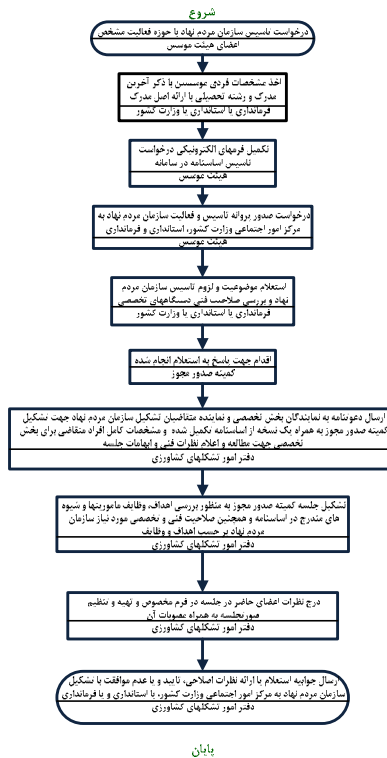 شروع
درخواست تاسیس سازمان مردم نهاد با حوزه فعالیت مشخص
اعضای هیئت موسس
اخذ مشخصات فردی موسسین با ذکر آخرین
مدرک و رشته تحصیلی با ارائه اصل مدرک
فرمانداری یا استانداری یا وزارت کشور
تکمیل فرمهای الکترونیکی درخواست
تاسیس اساسنامه در سامانه
هیئت موسس
درخواست صدور پروانه تاسیس و فعالیت سازمان مردم نهاد به
مرکز امور اجتماعی وزارت کشور، استانداری و فرمانداری
هیئت موسس
استعلام موضوعیت و لزوم تاسیس سازمان مردم
نهاد و بررسی صلاحیت فنی دستگاههای تخصصی
فرمانداری یا استانداری یا وزارت کشور
اقدام جهت پاسخ به استعلام انجام شده
کمیته صدور مجوز
ارسال دعوتنامه به نمایندگان بخش تخصصی و نماینده متقاضیان تشکیل سازمان مردم نهاد جهت تشکیل
کمیته صدور مجوز به همراه یک نسخه از اساسنامه تکمیل شده و مشخصات کامل افراد متقاضی برای بخش
تخصصی جهت مطالعه و اعلام نظرات فنی و ابهامات جلسه
دفتر امور تشکلهای کشاورزی
تشکیل جلسه کمیته صدور مجوز به منظور بررسی اهداف، وظایف ماموریتها و شیوه
های مندرج در اساسنامه و همچنین صلاحیت فنی و تخصصی مورد نیاز سازمان
مردم نهاد بر حسب اهداف و وظایف
دفتر امور تشکلهای کشاورزی
درج نظرات اعضای حاضر در جلسه در فرم مخصوص و تهیه و تنظیم
صورتجلسه به همراه مصوبات آن
دفتر امور تشکلهای کشاورزی
ارسال جوابیه استعلام با ارائه نظرات اصلاحی، تایید و یا عدم موافقت با تشکیل
سازمان مردم نهاد به مرکز امور اجتماعی وزارت کشور، یا استانداری و یا فرمانداری
دفتر امور تشکلهای کشاورزی
پایان